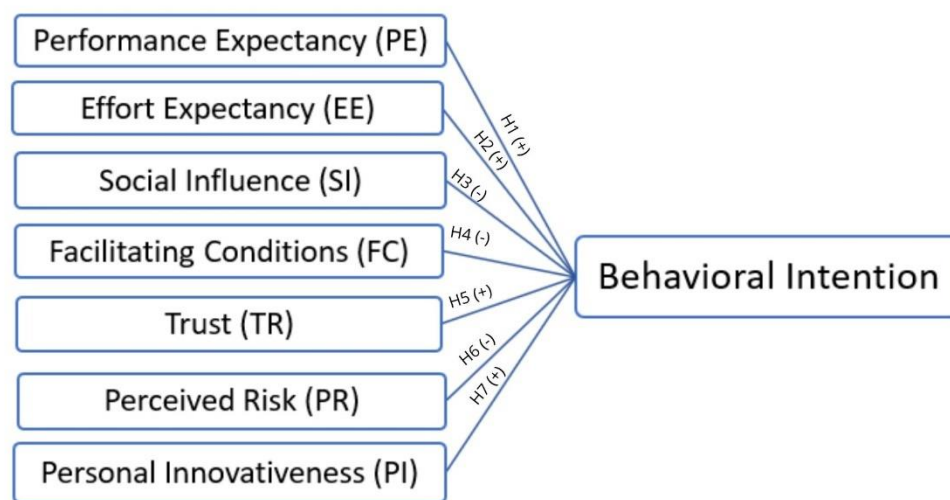 Performance Expectancy (PE)
Effort Expectancy (EE)
Social Influence (SI)
Facilitating Conditions (FC)
Trust (TR)
Perceived Risk (PR)
Personal Innovativeness (PI)
H1 (+)
H2 (+)
H3 (-)
H4 (-)
H5 (+)
H6 (-)
H7 (+)
Behavioral Intention